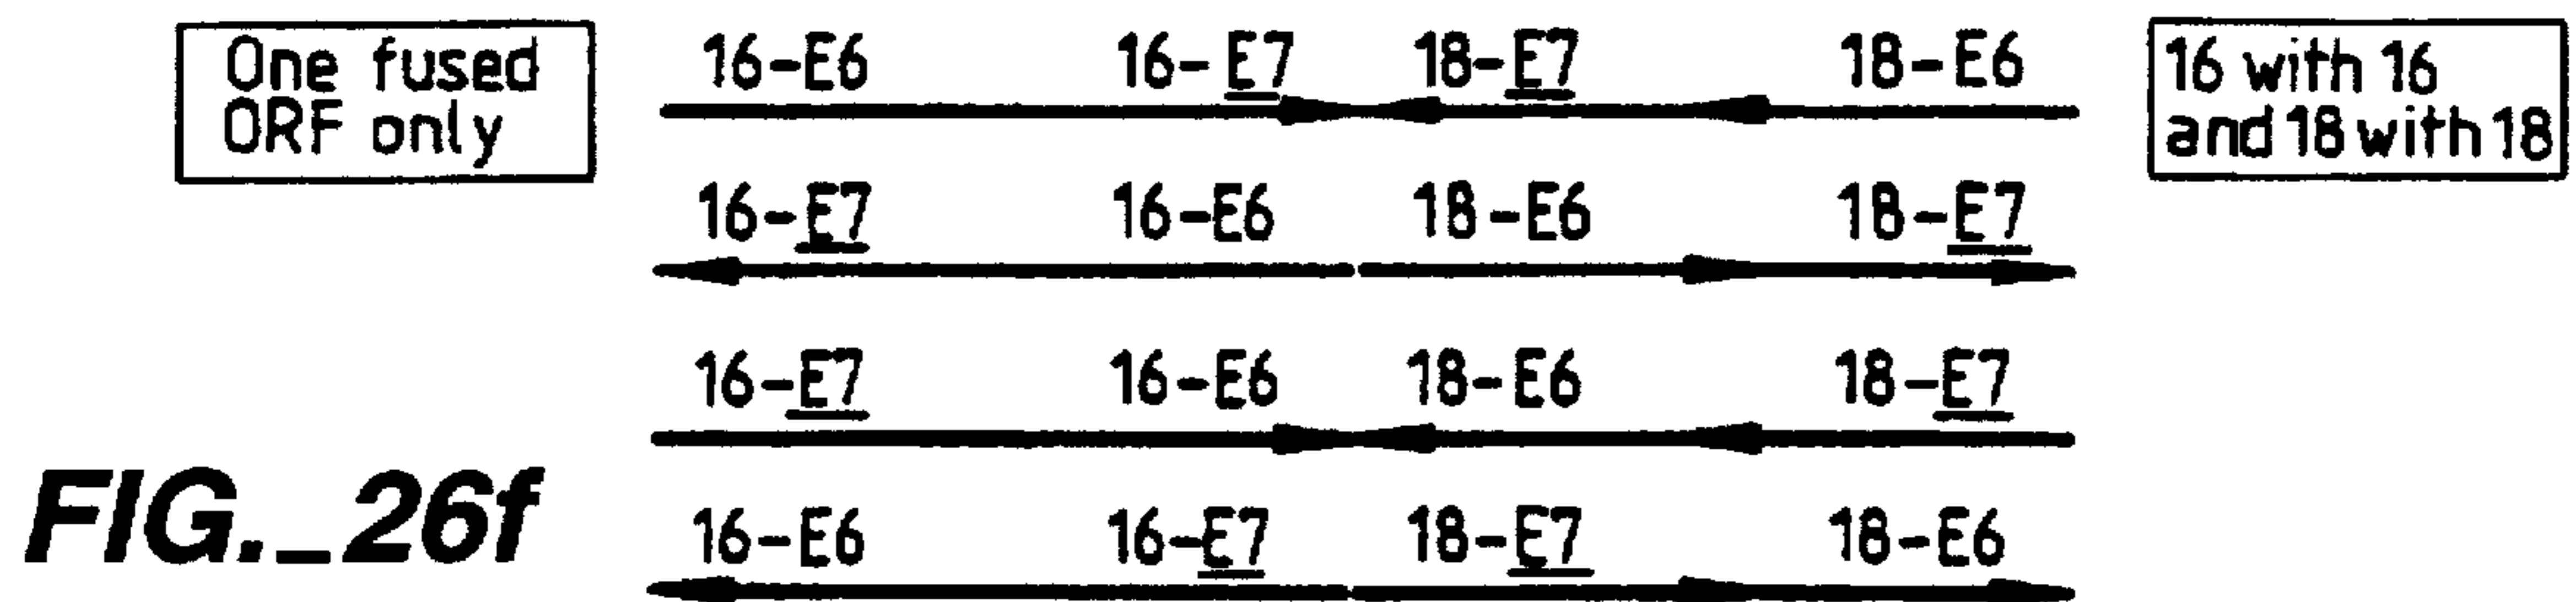 One fused
ORF only
16-E6 16-E7 18-E7 18-E6
16 with 16
and 18 with 18
16-E7 16-E6 18-E6 18-E7
16-E7 16-E6 18-E6 18-E7
16-E6 16-E7 18-E7 18-E6
FIG._26f